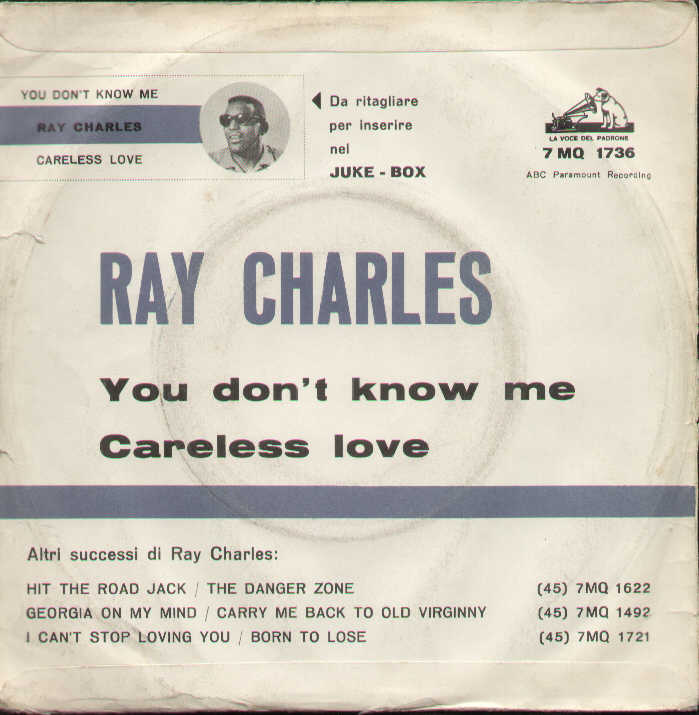 YOU DON'T KNOW ME
RAY CHARLES
CARELESS LOVE
Da ritagliare
per inserire
nel
JUKE - BOX
LA VOCE DEL PADRONE
7 MQ 1736
ABC Paramount Recording
RAY CHARLES
You don't know me
Careless love
Altri successi di Ray Charles:
HIT THE ROAD JACK / THE DANGER ZONE (45) 7MQ 1622
GEORGIA ON MY MIND / CARRY ME BACK TO OLD VIRGINNY (45) 7MQ 1492
I CAN'T STOP LOVING YOU / BORN TO LOSE (45) 7MQ 1721